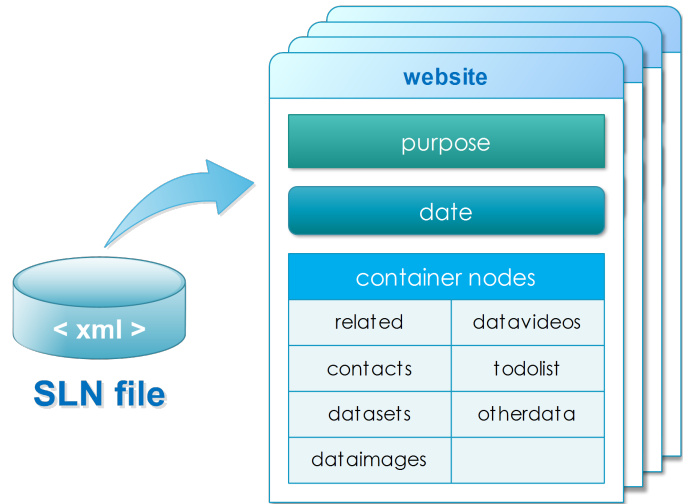 website
purpose
date
container nodes
related datavideos
contacts todolist
datasets otherdata
dataimages
< xml >
SLN file